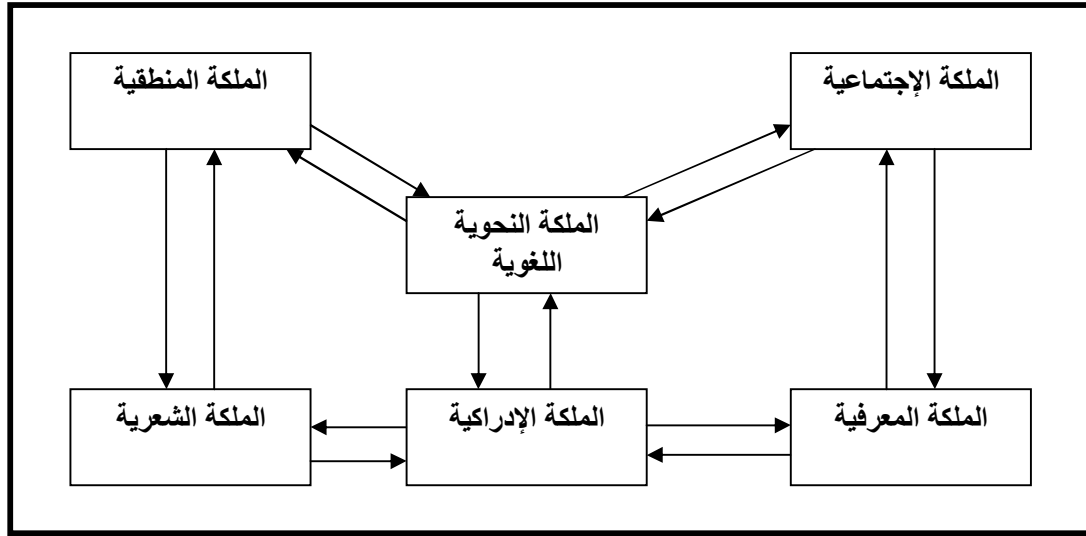 الملكة الإجتماعية
الملكة المنطقية
الملكة النحوية
اللغوية
الملكة المعرفية
الملكة الإدراكية
الملكة الشعرية